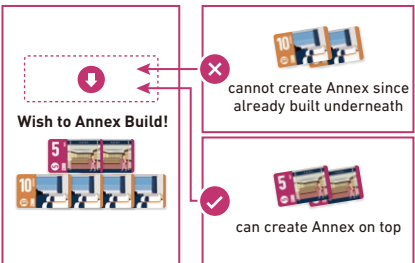 10
cannot create Annex since
already built underneath
Wish to Annex Build!
5
10
5
can create Annex on top